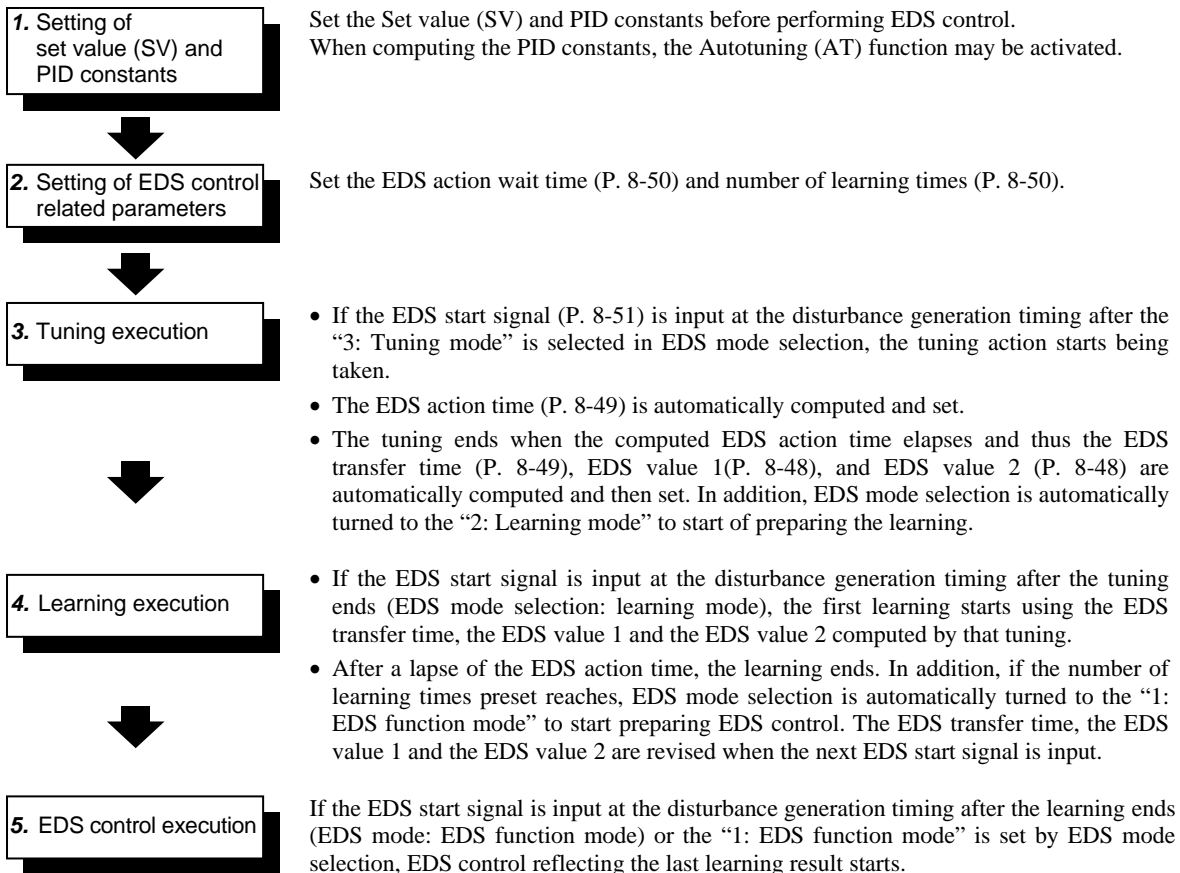 1. Setting of
set value (SV) and
PID constants
Set the Set value (SV) and PID constants before performing EDS control.
When computing the PID constants, the Autotuning (AT) function may be activated.
2. Setting of EDS control
related parameters
Set the EDS action wait time (P. 8-50) and number of learning times (P. 8-50).
3. Tuning execution
• If the EDS start signal (P. 8-51) is input at the disturbance generation timing after the
“3: Tuning mode” is selected in EDS mode selection, the tuning action starts being
taken.
• The EDS action time (P. 8-49) is automatically computed and set.
• The tuning ends when the computed EDS action time elapses and thus the EDS
transfer time (P. 8-49), EDS value 1(P. 8-48), and EDS value 2 (P. 8-48) are
automatically computed and then set. In addition, EDS mode selection is automatically
turned to the “2: Learning mode” to start of preparing the learning.
4. Learning execution
• If the EDS start signal is input at the disturbance generation timing after the tuning
ends (EDS mode selection: learning mode), the first learning starts using the EDS
transfer time, the EDS value 1 and the EDS value 2 computed by that tuning.
• After a lapse of the EDS action time, the learning ends. In addition, if the number of
learning times preset reaches, EDS mode selection is automatically turned to the “1:
EDS function mode” to start preparing EDS control. The EDS transfer time, the EDS
value 1 and the EDS value 2 are revised when the next EDS start signal is input.
5. EDS control execution
If the EDS start signal is input at the disturbance generation timing after the learning ends
(EDS mode: EDS function mode) or the “1: EDS function mode” is set by EDS mode
selection, EDS control reflecting the last learning result starts.